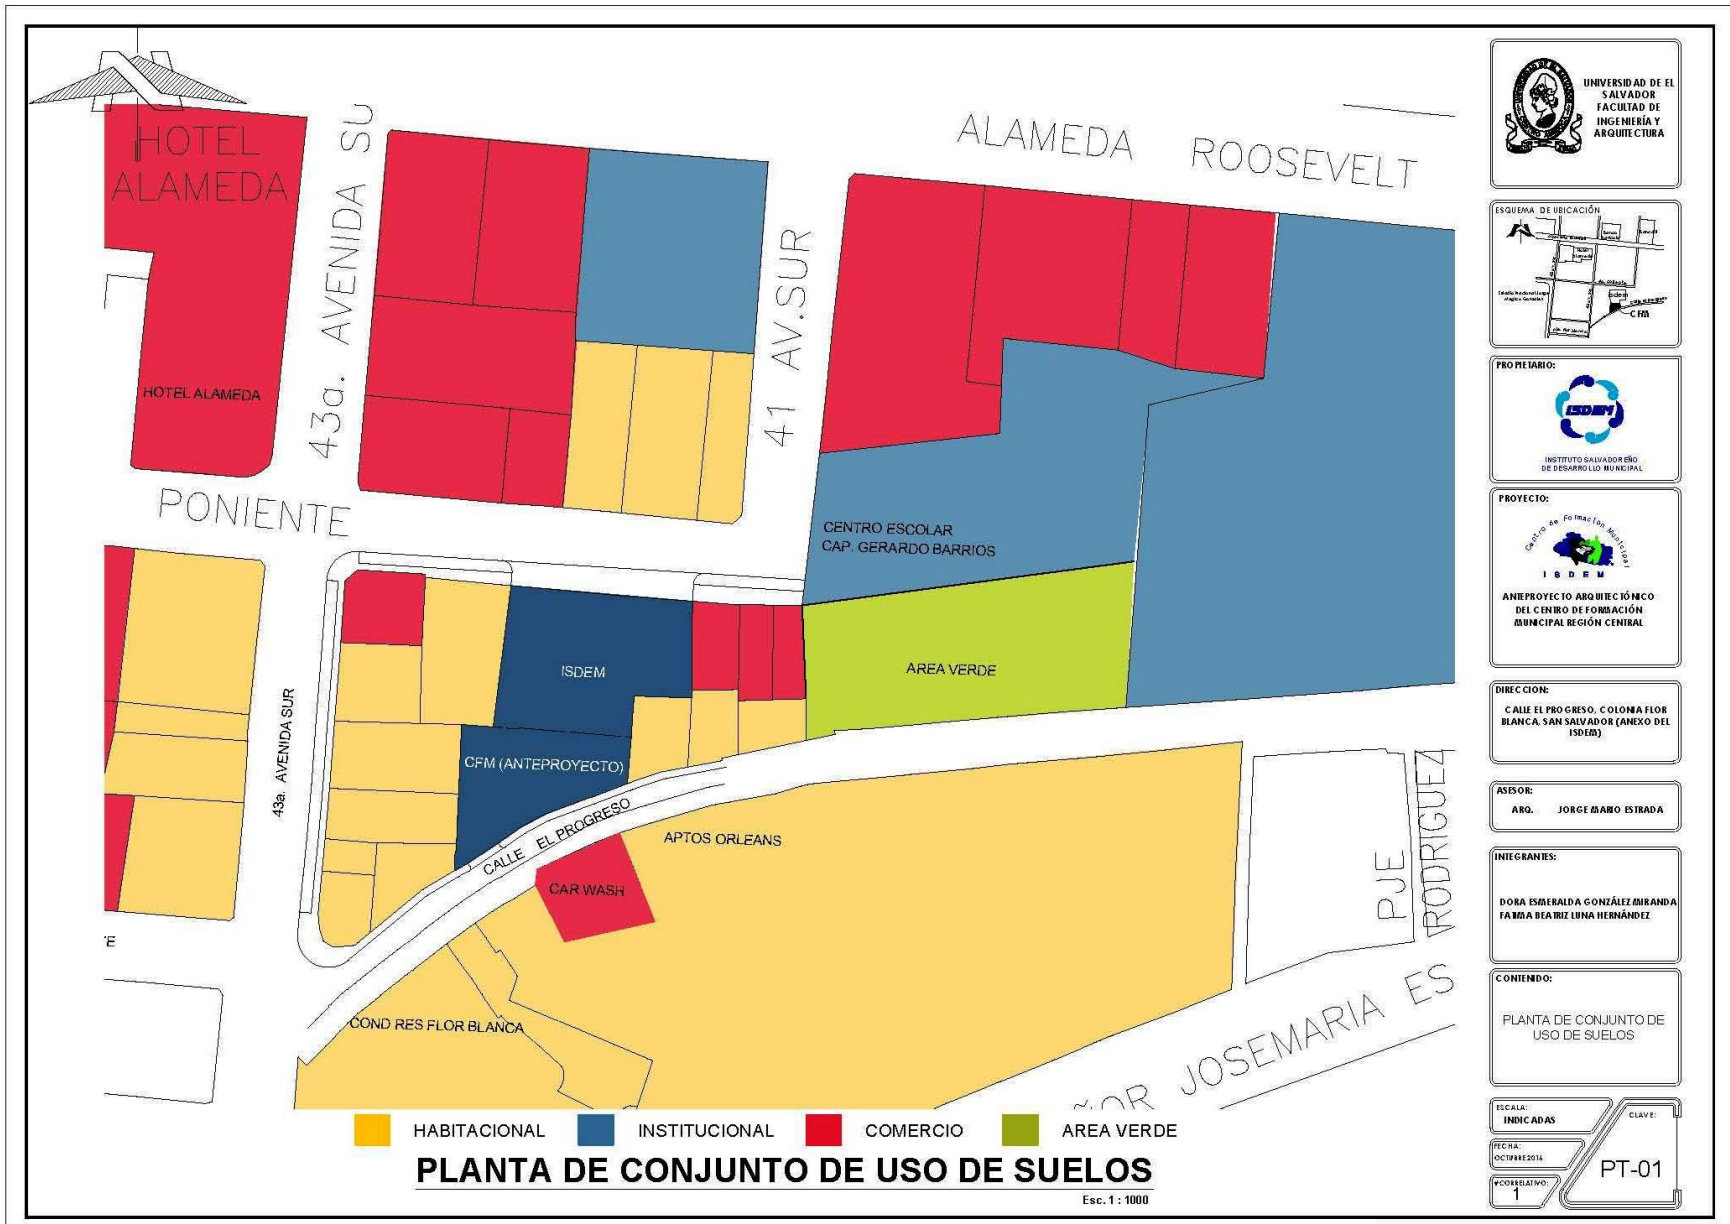 HOTEL
ALAMEDA
HOTEL ALAMEDA
43a. AVENIDA SU
41 AV.SUR
ALAMEDA ROOSEVELT
PONIENTE
CENTRO ESCOLAR
CAP. GERARDO BARRIOS
ISDEM
AREA VERDE
CFM (ANTEPROYECTO)
43a. AVENIDA SUR
CALLE EL PROGRESO
APTOS ORLEANS
CAR WASH
'E
COND RES FLOR BLANCA
PJE
RODRIGUEZ
ÑOR JOSEMARIA ES
HABITACIONAL
INSTITUCIONAL
COMERCIO
AREA VERDE
PLANTA DE CONJUNTO DE USO DE SUELOS
Esc. 1 : 1000
UNIVERSIDAD DE EL
SALVADOR
FACULTAD DE
INGENIERÍA Y
ARQUITECTURA
ESQUEMA DE UBICACIÓN
CFM
PROPIETARIO:
ISDEM
INSTITUTO SALVADOREÑO
DE DESARROLLO MUNICIPAL
PROYECTO:
Centro de Formación Municipal
ISDEM
ANTEPROYECTO ARQUITECTÓNICO
DEL CENTRO DE FORMACIÓN
MUNICIPAL REGIÓN CENTRAL
DIRECCION:
CALLE EL PROGRESO, COLONIA FLOR
BLANCA, SAN SALVADOR (ANEXO DEL
ISDEM)
ASESOR:
ARQ. JORGE MARIO ESTRADA
INTEGRANTES:
DORA ESMERALDA GONZÁLEZ MIRANDA
FATIMA BEATRIZ LUNA HERNÁNDEZ
CONTENIDO:
PLANTA DE CONJUNTO DE
USO DE SUELOS
ESCALA:
INDICADAS
CLAVE:
FECHA:
OCTUBRE 2016
#CORRELATIVO:
1
PT-01